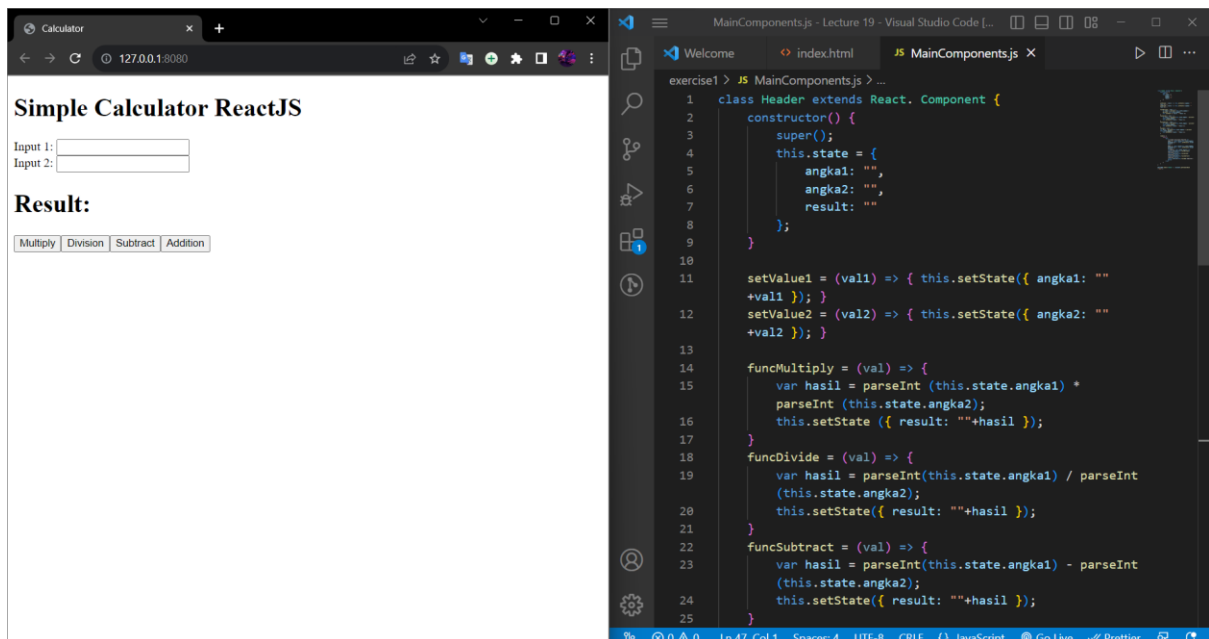 Calculator
127.0.0.1:8080
Simple Calculator ReactJS
Input 1:
Input 2:
Result:
Multiply Division Subtract Addition
MainComponents.js - Lecture 19 - Visual Studio Code [...
Welcome index.html JS MainComponents.js
exercise1 > JS MainComponents.js > ...
1 class Header extends React. Component {
2 constructor() {
3 super();
4 this.state = {
5 angka1: "",
6 angka2: "",
7 result: ""
8 };
9 }
10
11 setValue1 = (val1) => { this.setState({ angka1: ""
+val1 }); }
12 setValue2 = (val2) => { this.setState({ angka2: ""
+val2 }); }
13
14 funcMultiply = (val) => {
15 var hasil = parseInt (this.state.angka1) *
parseInt (this.state.angka2);
16 this.setState ({ result: ""+hasil });
17 }
18 funcDivide = (val) => {
19 var hasil = parseInt(this.state.angka1) / parseInt
(this.state.angka2);
20 this.setState({ result: ""+hasil });
21 }
22 funcSubtract = (val) => {
23 var hasil = parseInt(this.state.angka1) - parseInt
(this.state.angka2);
24 this.setState({ result: ""+hasil });
25 }
1
0 0 Ln 47, Col 1 Spaces: 4 UTF-8 CRLF {} JavaScript Go Live Prettier